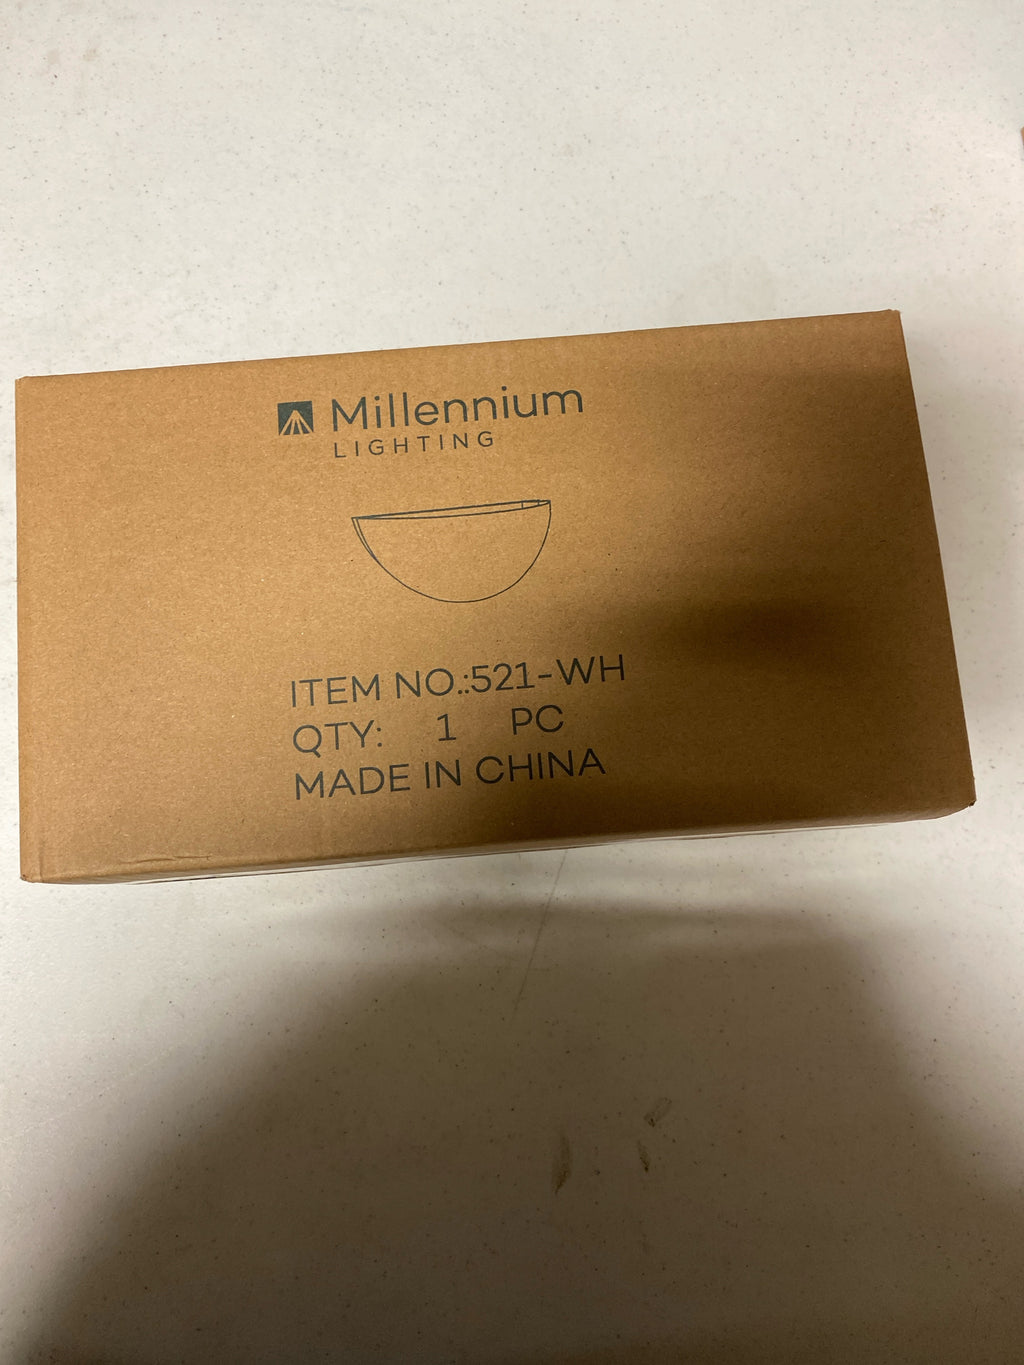 Millennium
LIGHTING
ITEM NO.:521-WH
QTY: 1 PC
MADE IN CHINA